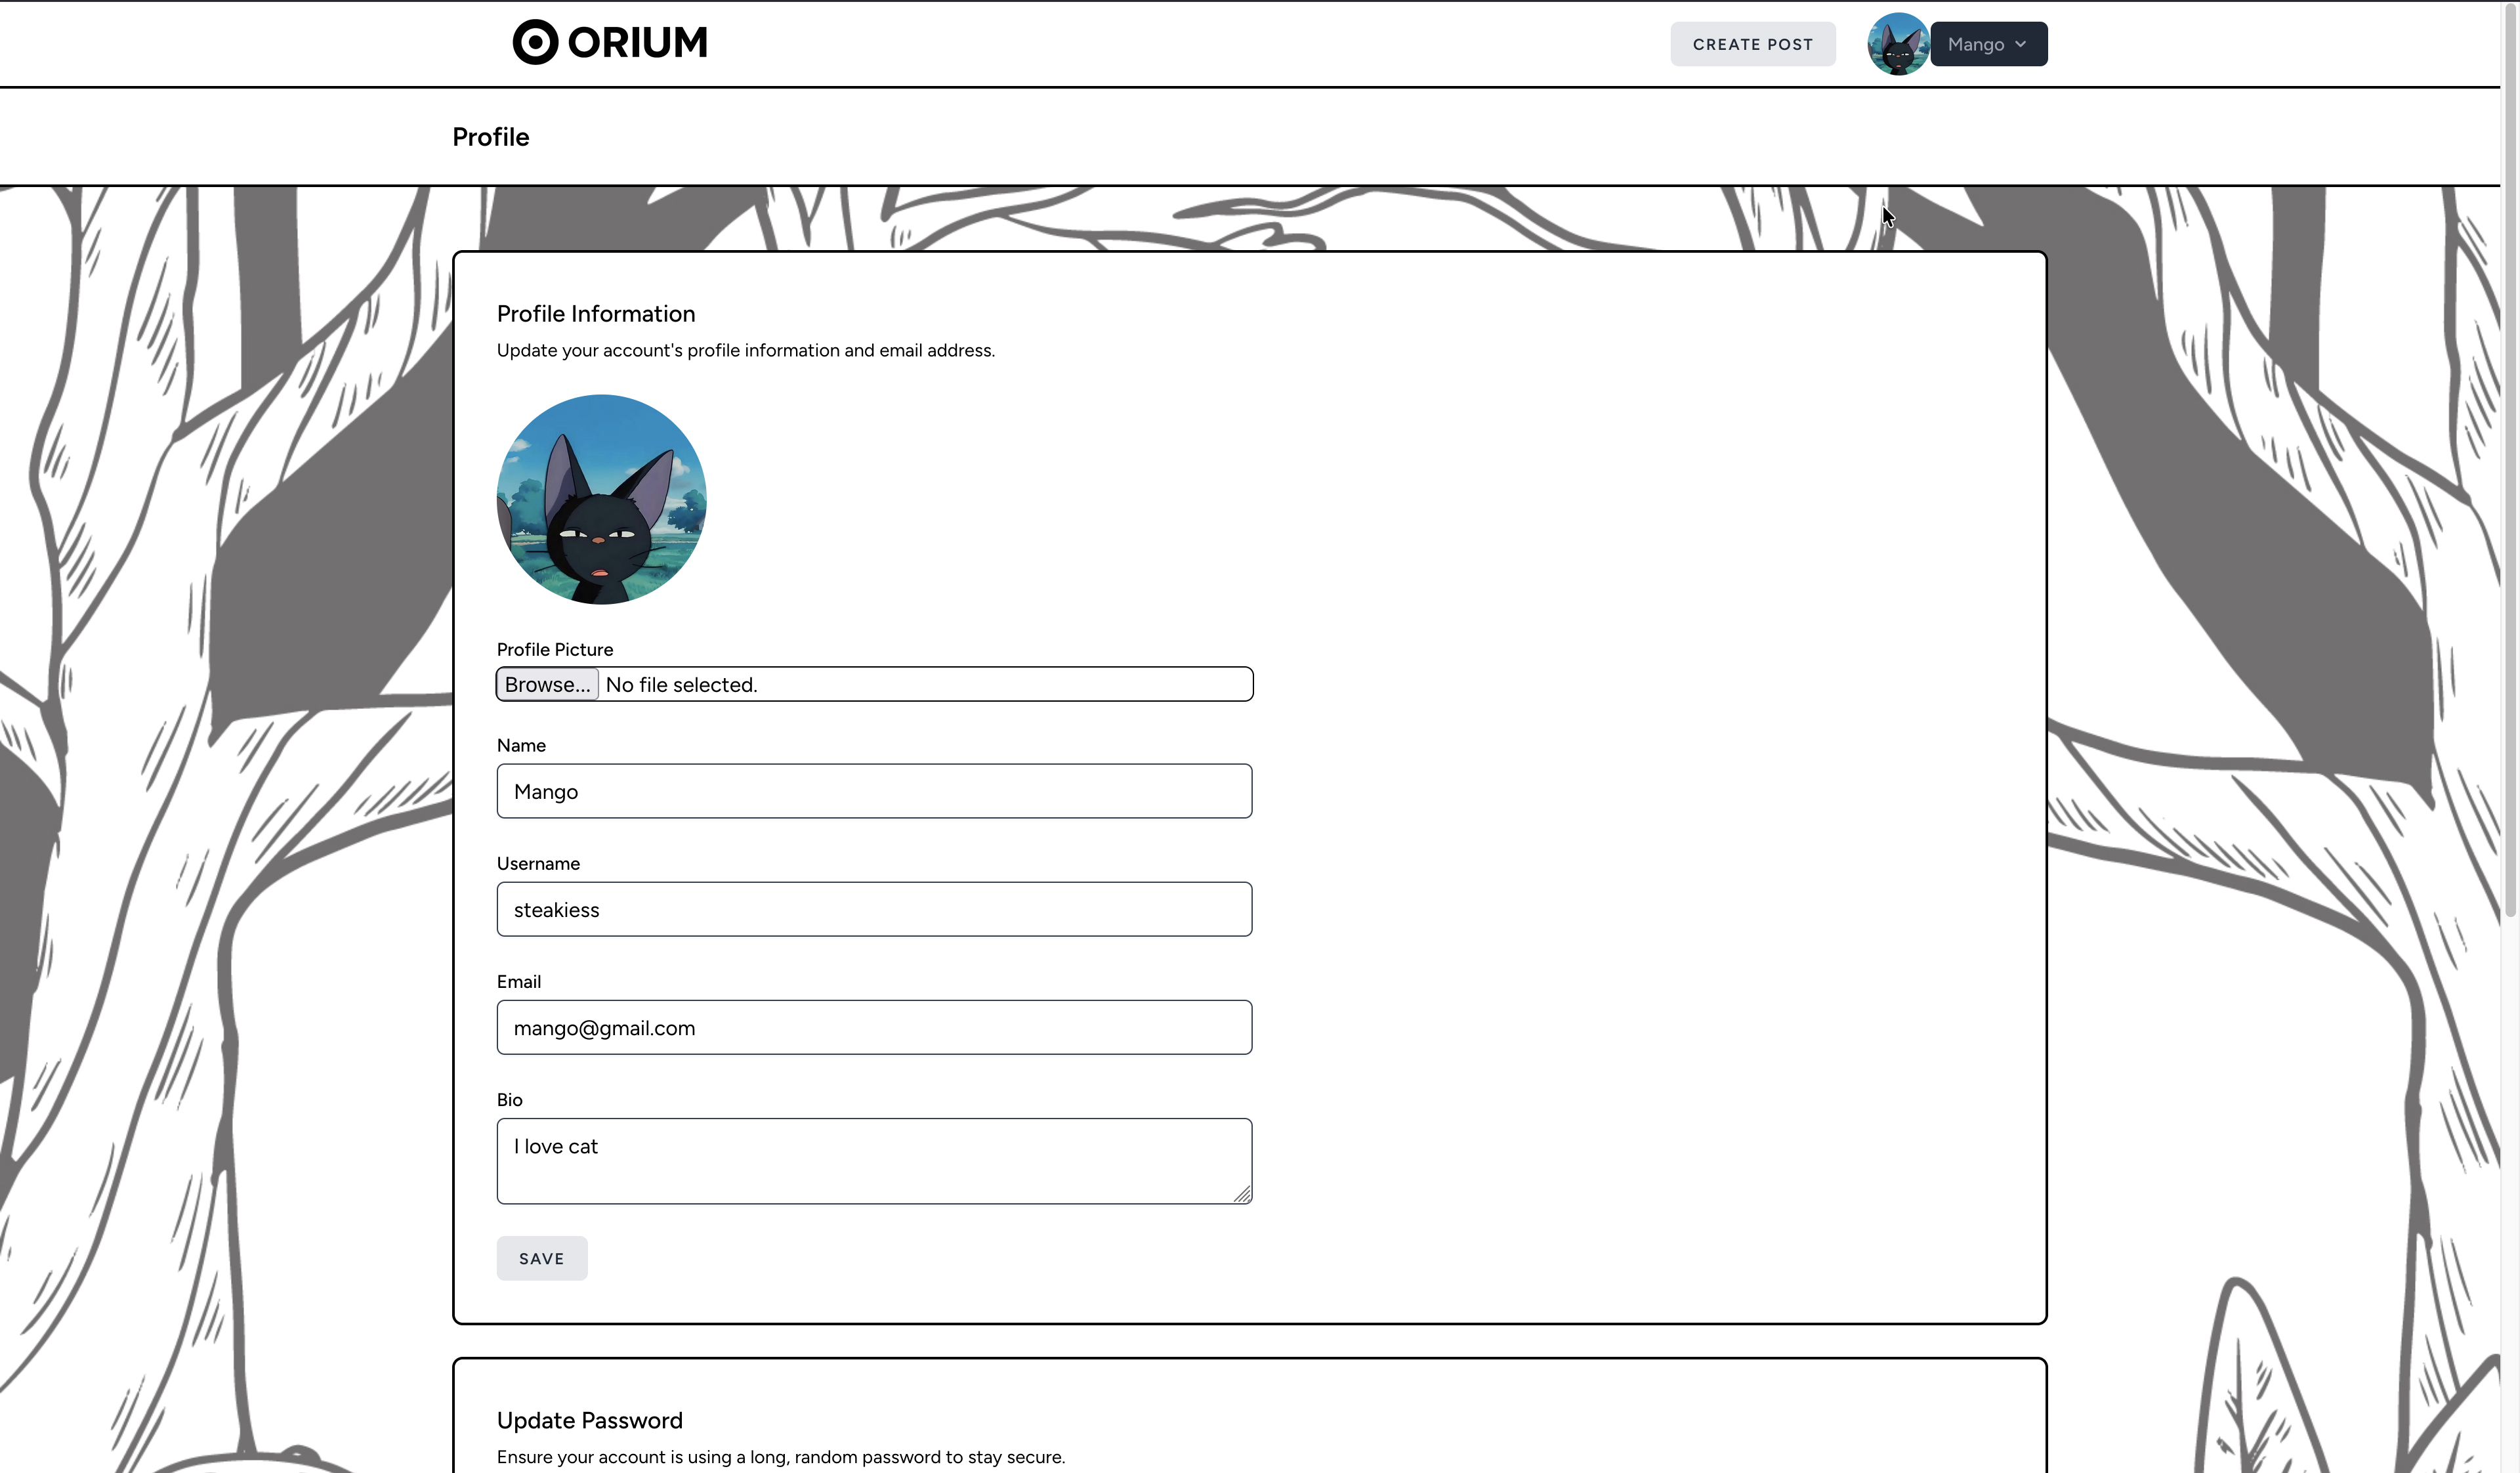 ORIUM
CREATE POST
Mango
Profile
Profile Information
Update your account's profile information and email address.
Profile Picture
Browse... No file selected.
Name
Mango
Username
steakiess
Email
mango@gmail.com
Bio
I love cat
SAVE
Update Password
Ensure your account is using a long, random password to stay secure.